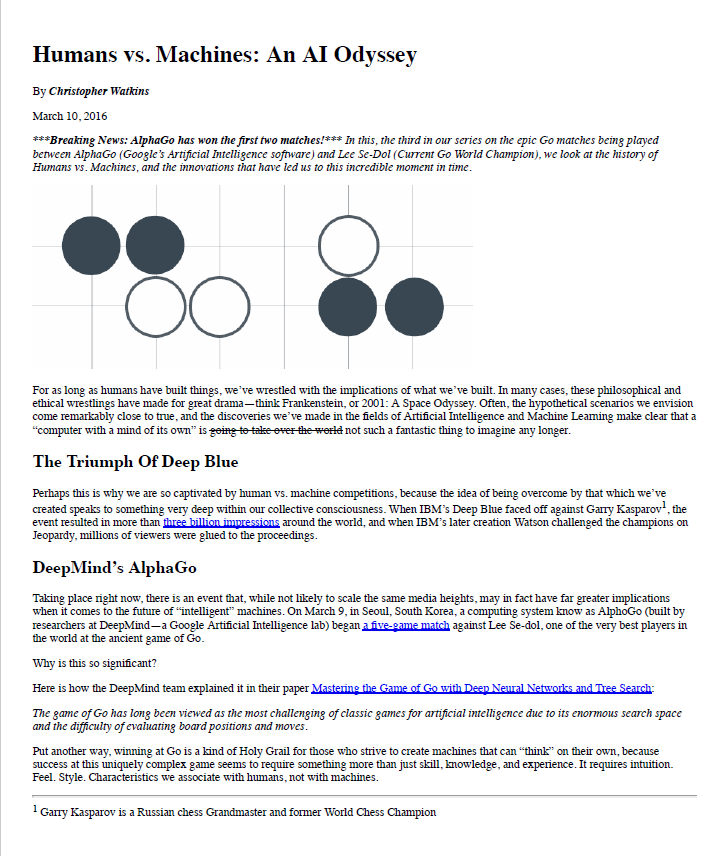 Humans vs. Machines: An AI Odyssey
By Christopher Watkins
March 10, 2016
***Breaking News: AlphaGo has won the first two matches!*** In this, the third in our series on the epic Go matches being played
between AlphaGo (Google's Artificial Intelligence software) and Lee Se-Dol (Current Go World Champion), we look at the history of
Humans vs. Machines, and the innovations that have led us to this incredible moment in time.
For as long as humans have built things, we've wrestled with the implications of what we've built. In many cases, these philosophical and
ethical wrestlings have made for great drama—think Frankenstein, or 2001: A Space Odyssey. Often, the hypothetical scenarios we envision
come remarkably close to true, and the discoveries we've made in the fields of Artificial Intelligence and Machine Learning make clear that a
“computer with a mind of its own” is going to take over the world not such a fantastic thing to imagine any longer.
The Triumph Of Deep Blue
Perhaps this is why we are so captivated by human vs. machine competitions, because the idea of being overcome by that which we've
created speaks to something very deep within our collective consciousness. When IBM's Deep Blue faced off against Garry Kasparov1, the
event resulted in more than three billion impressions around the world, and when IBM's later creation Watson challenged the champions on
Jeopardy, millions of viewers were glued to the proceedings.
DeepMind's AlphaGo
Taking place right now, there is an event that, while not likely to scale the same media heights, may in fact have far greater implications
when it comes to the future of “intelligent” machines. On March 9, in Seoul, South Korea, a computing system know as AlphoGo (built by
researchers at DeepMind—a Google Artificial Intelligence lab) began a five-game match against Lee Se-dol, one of the very best players in
the world at the ancient game of Go.
Why is this so significant?
Here is how the DeepMind team explained it in their paper Mastering the Game of Go with Deep Neural Networks and Tree Search:
The game of Go has long been viewed as the most challenging of classic games for artificial intelligence due to its enormous search space
and the difficulty of evaluating board positions and moves.
Put another way, winning at Go is a kind of Holy Grail for those who strive to create machines that can “think” on their own, because
success at this uniquely complex game seems to require something more than just skill, knowledge, and experience. It requires intuition.
Feel. Style. Characteristics we associate with humans, not with machines.
1 Garry Kasparov is a Russian chess Grandmaster and former World Chess Champion